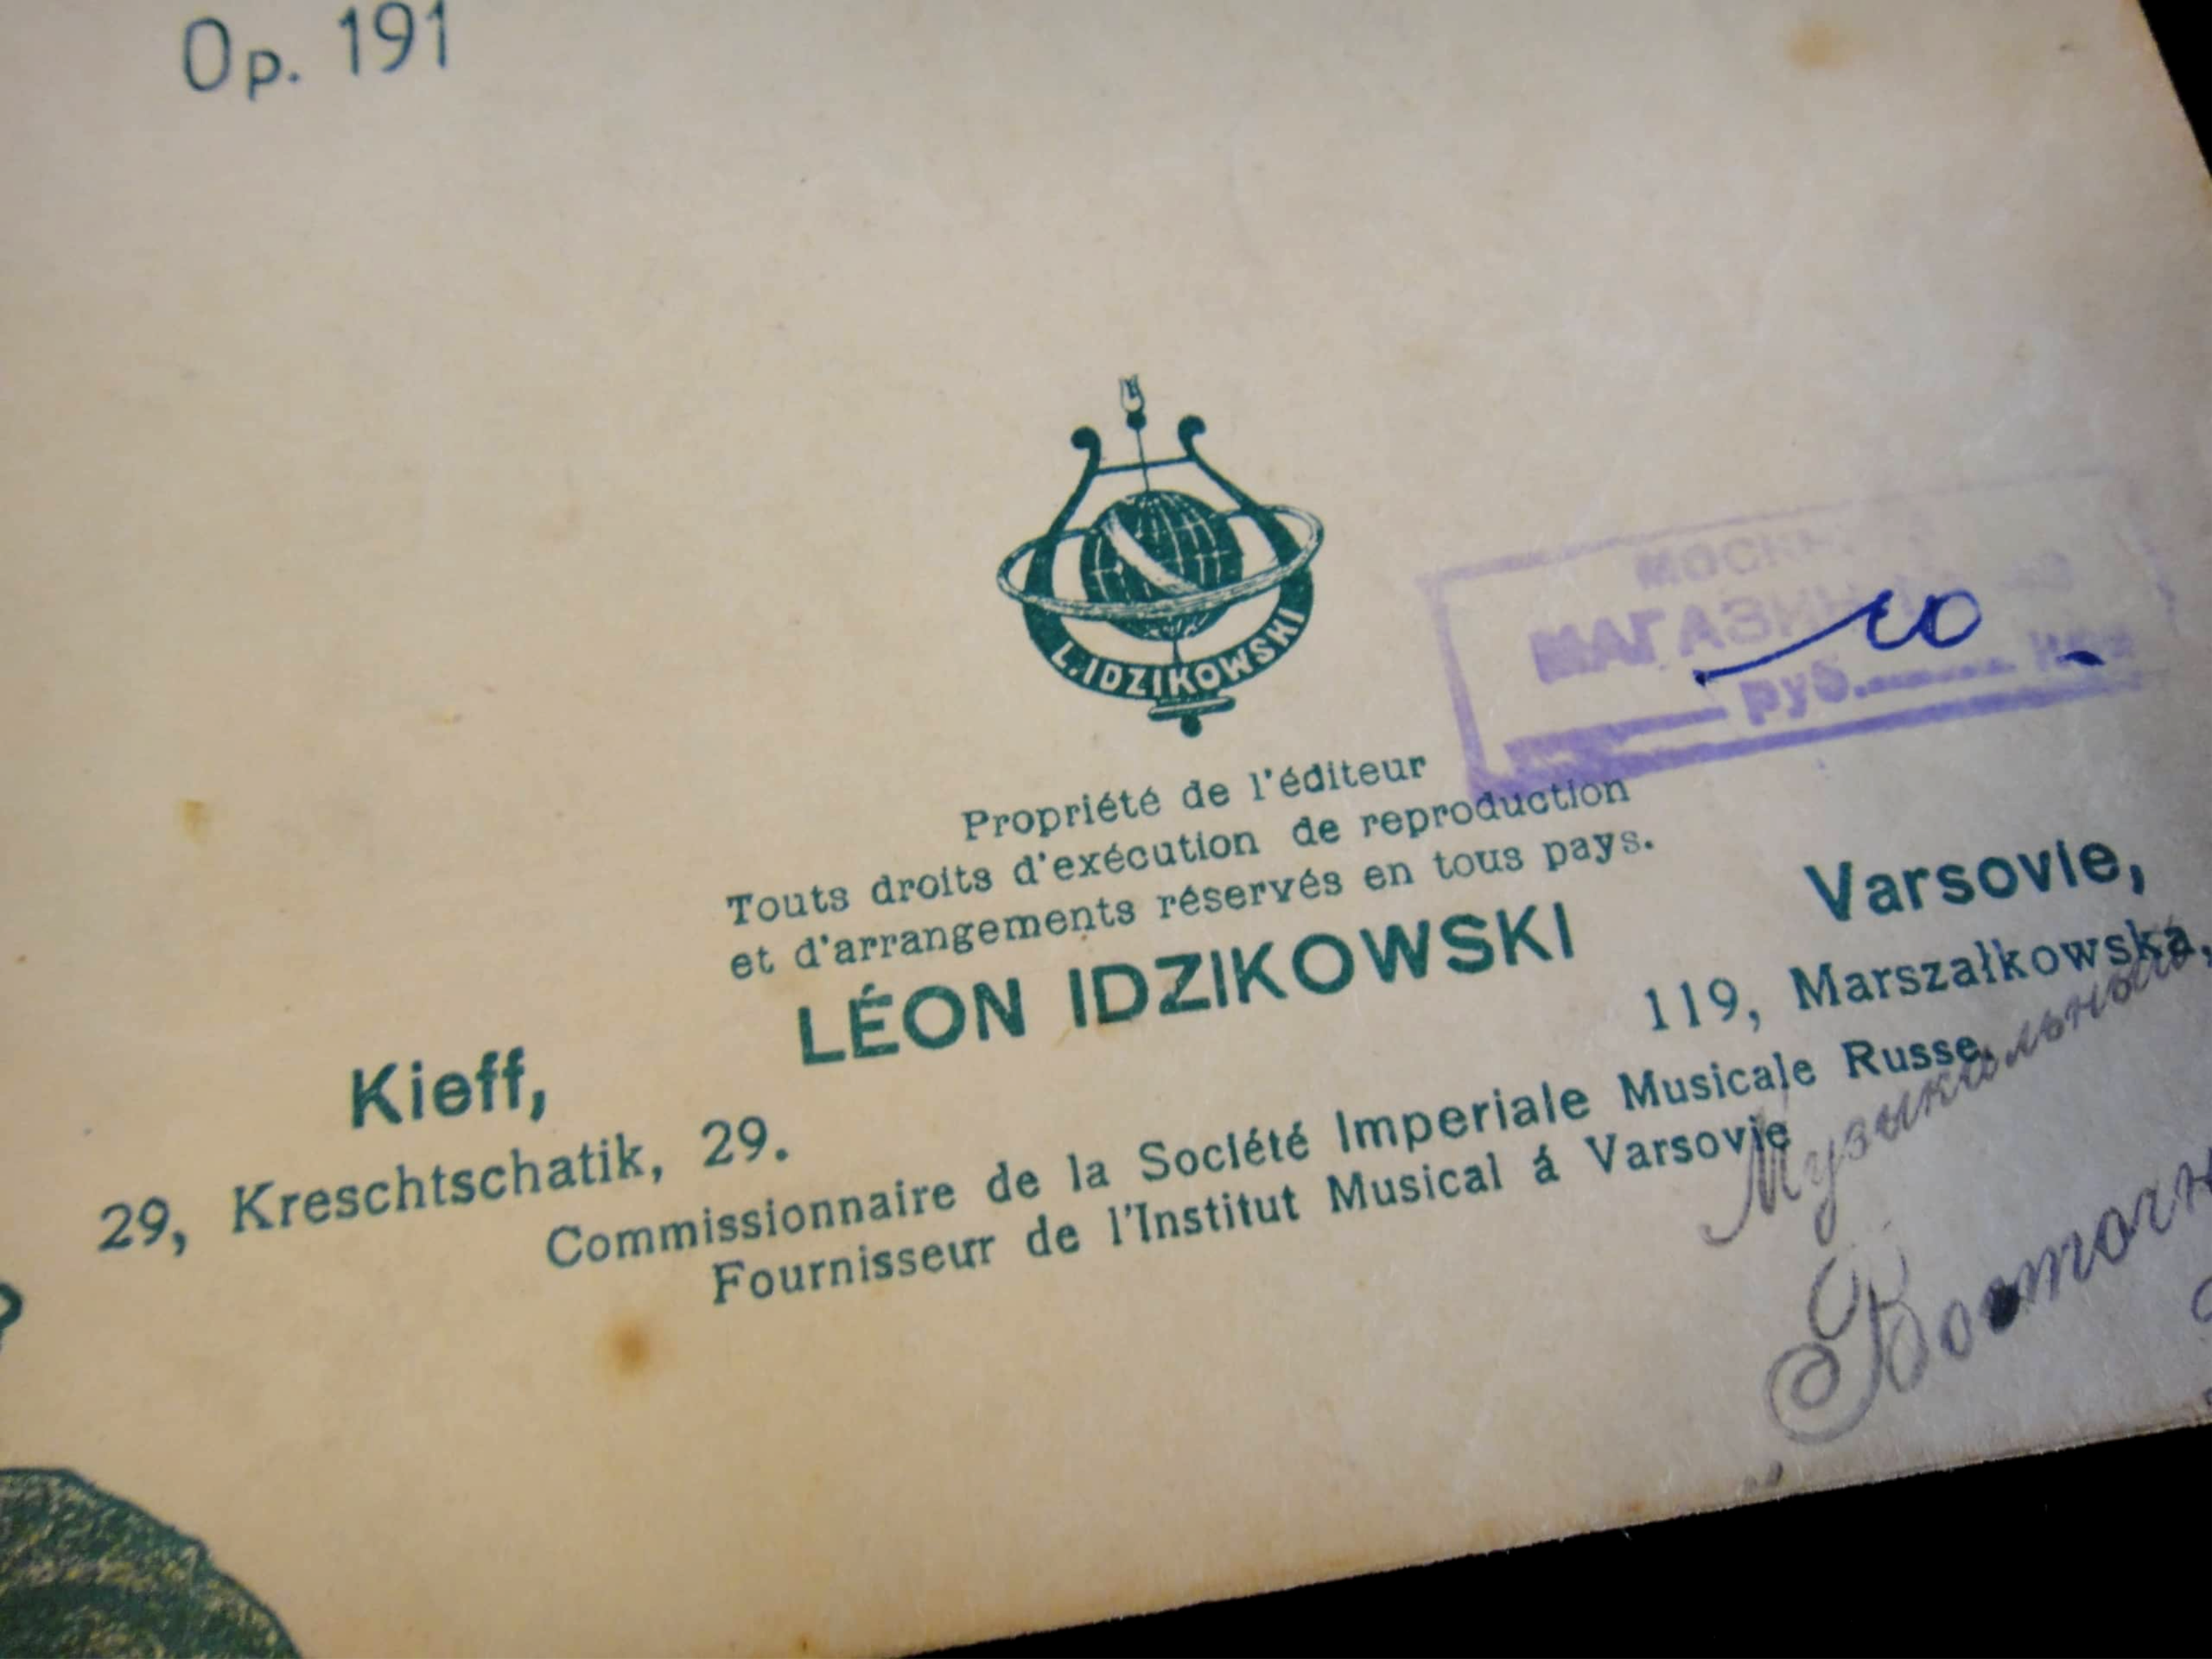 Op. 191
L. IDZIKOWSKI
МАГАЗИН
10
руб.
Propriété de l'éditeur
Touts droits d'exécution de reproduction
et d'arrangements réservés en tous pays.
LÉON IDZIKOWSKI
Kieff,
29, Kreschtschatik, 29.
Varsovie,
119, Marszałkowska,
Commissionnaire de la Société Imperiale Musicale Russe,
Fournisseur de l'Institut Musical á Varsovie